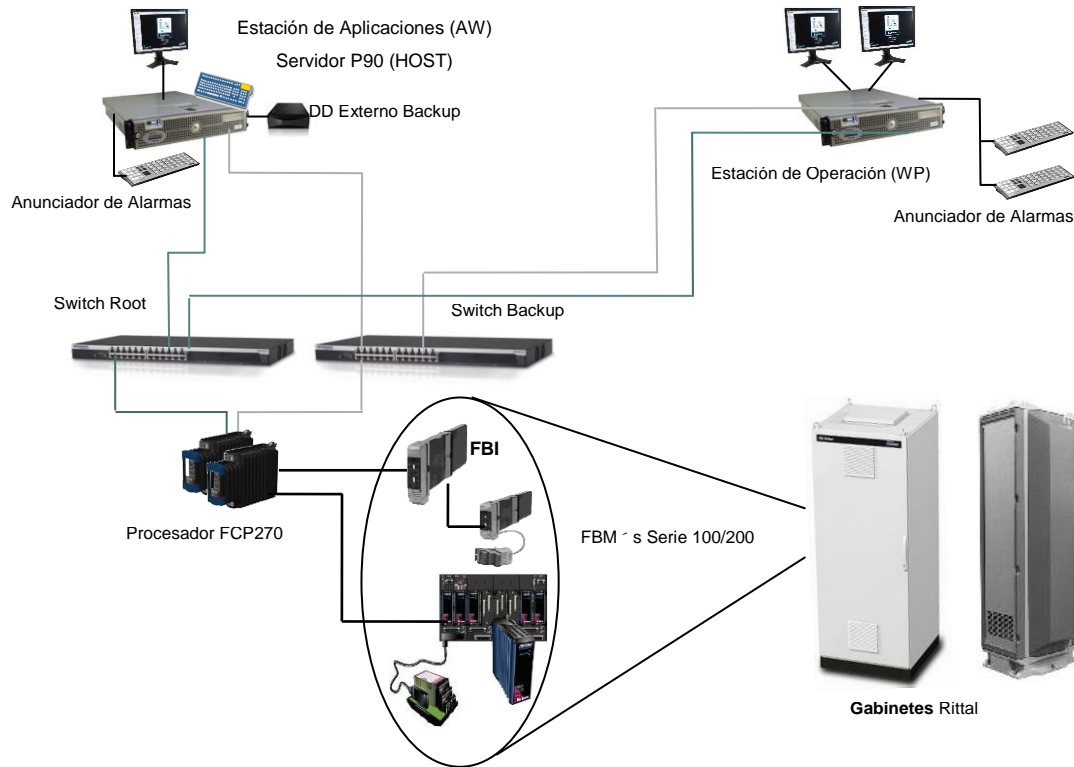 Estación de Aplicaciones (AW)
Servidor P90 (HOST)
DD Externo Backup
Anunciador de Alarmas
Estación de Operación (WP)
Anunciador de Alarmas
Switch Root
Switch Backup
FBI
Procesador FCP270
FBM ´ s Serie 100/200
Gabinetes Rittal